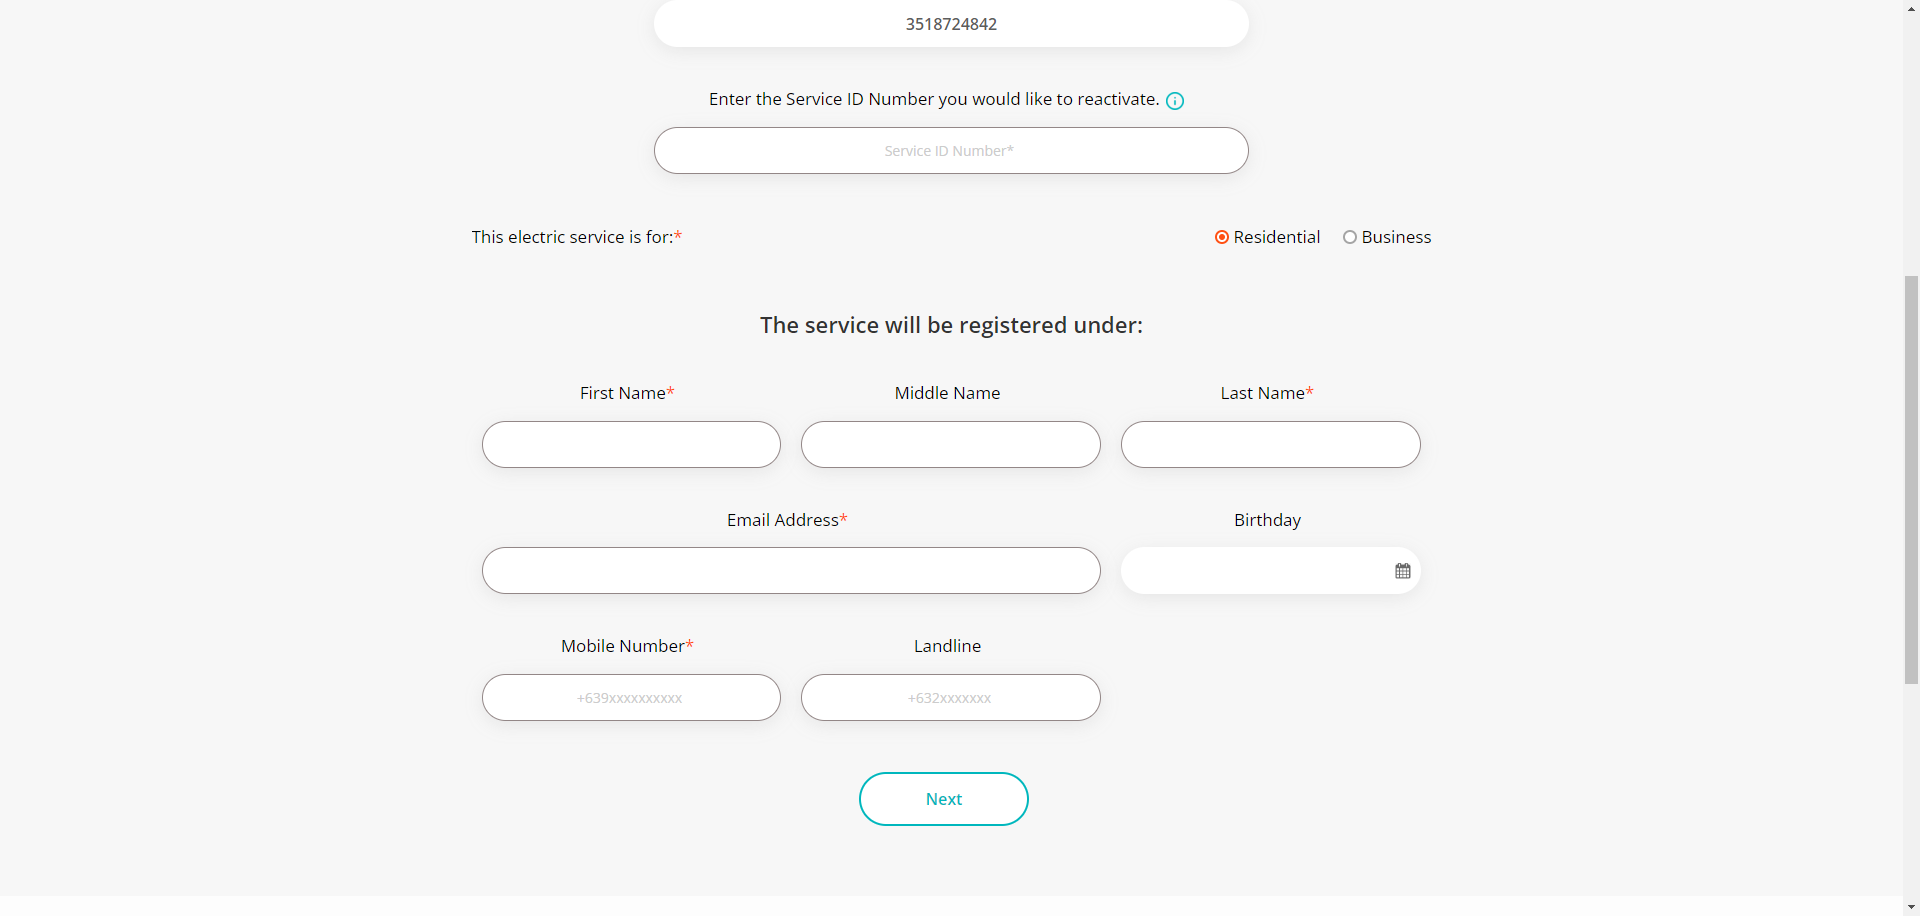 3518724842
Enter the Service ID Number you would like to reactivate.
Service ID Number*
This electric service is for:*
Residential
Business
The service will be registered under:
First Name*
Middle Name
Last Name*
Email Address*
Birthday
Mobile Number*
Landline
+639xxxxxxxxxx
+632xxxxxxx
Next